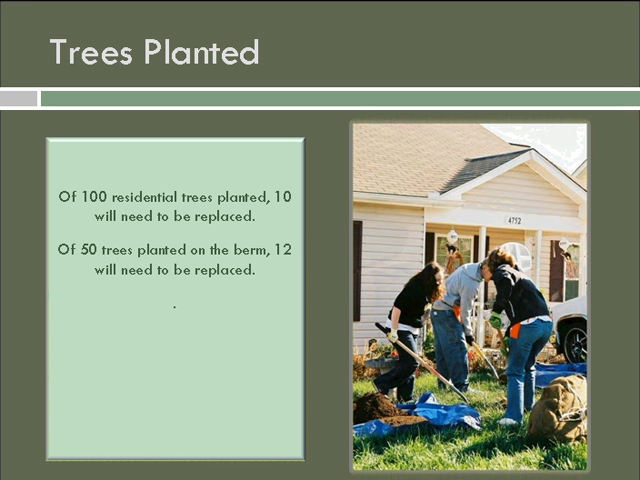 Trees Planted
Of 100 residential trees planted, 10
will need to be replaced.
Of 50 trees planted on the berm, 12
will need to be replaced.
.
4752